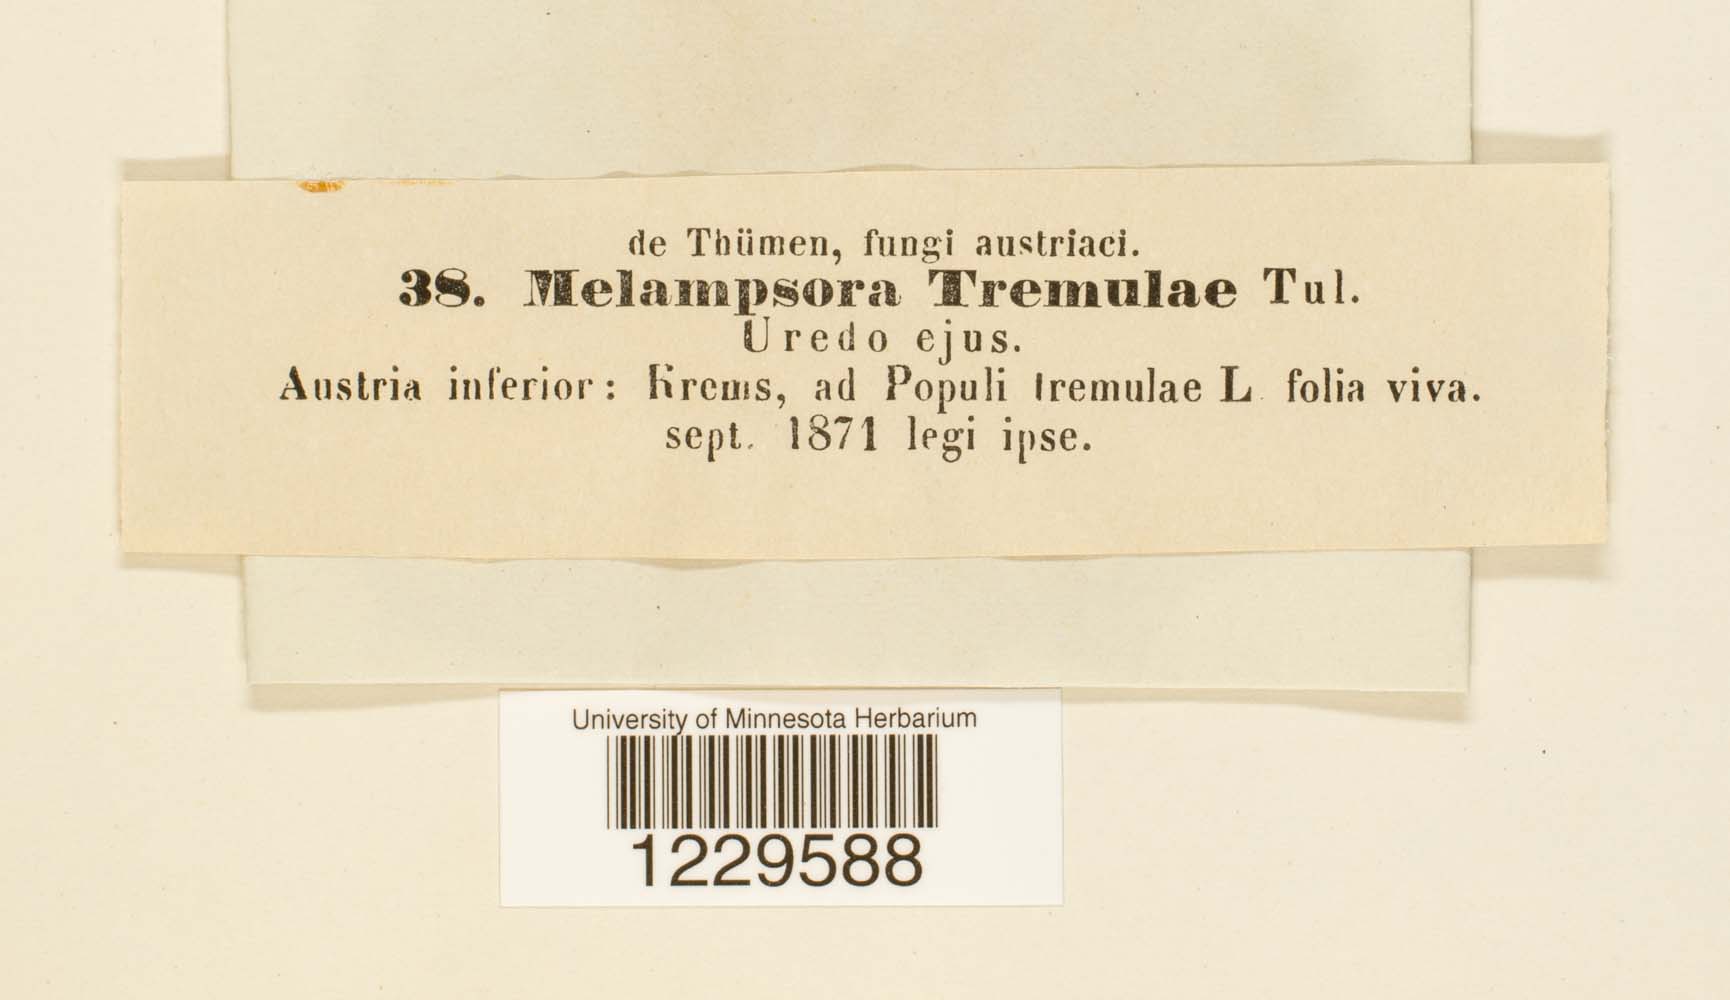 de Thümen, fungi austriaci.
38. Melampsora Tremulae Tul.
Uredo ejus.
Austria inferior: Krems, ad Populi tremulae L. folia viva.
sept. 1871 legi ipse.
University of Minnesota Herbarium
1229588